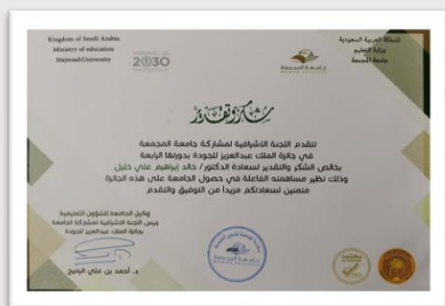 Kingdom of Saudi Arabia
Ministry of education
Majmaah University
2030
المملكة العربية السعودية
وزارة التعليم
جامعة المجمعة
جامعة المجمعة
شكر وتقدير
تتقدم اللجنة الاشرافية لمشاركة جامعة المجمعة
في جائزة الملك عبدالعزيز للجودة بدورتها الرابعة
بخالص الشكر والتقدير لسعادة الدكتور/ خالد إبراهيم علي خليل
وذلك نظير مساهمته الفاعلة في حصول الجامعة على هذه الجائزة
متمنين لسعادتكم مزيداً من التوفيق والتقدم
وكيل الجامعة للشؤون التعليمية
رئيس اللجنة الاشرافية لمشاركة الجامعة
بجائزة الملك عبدالعزيز للجودة
د. أحمد بن علي الرميح